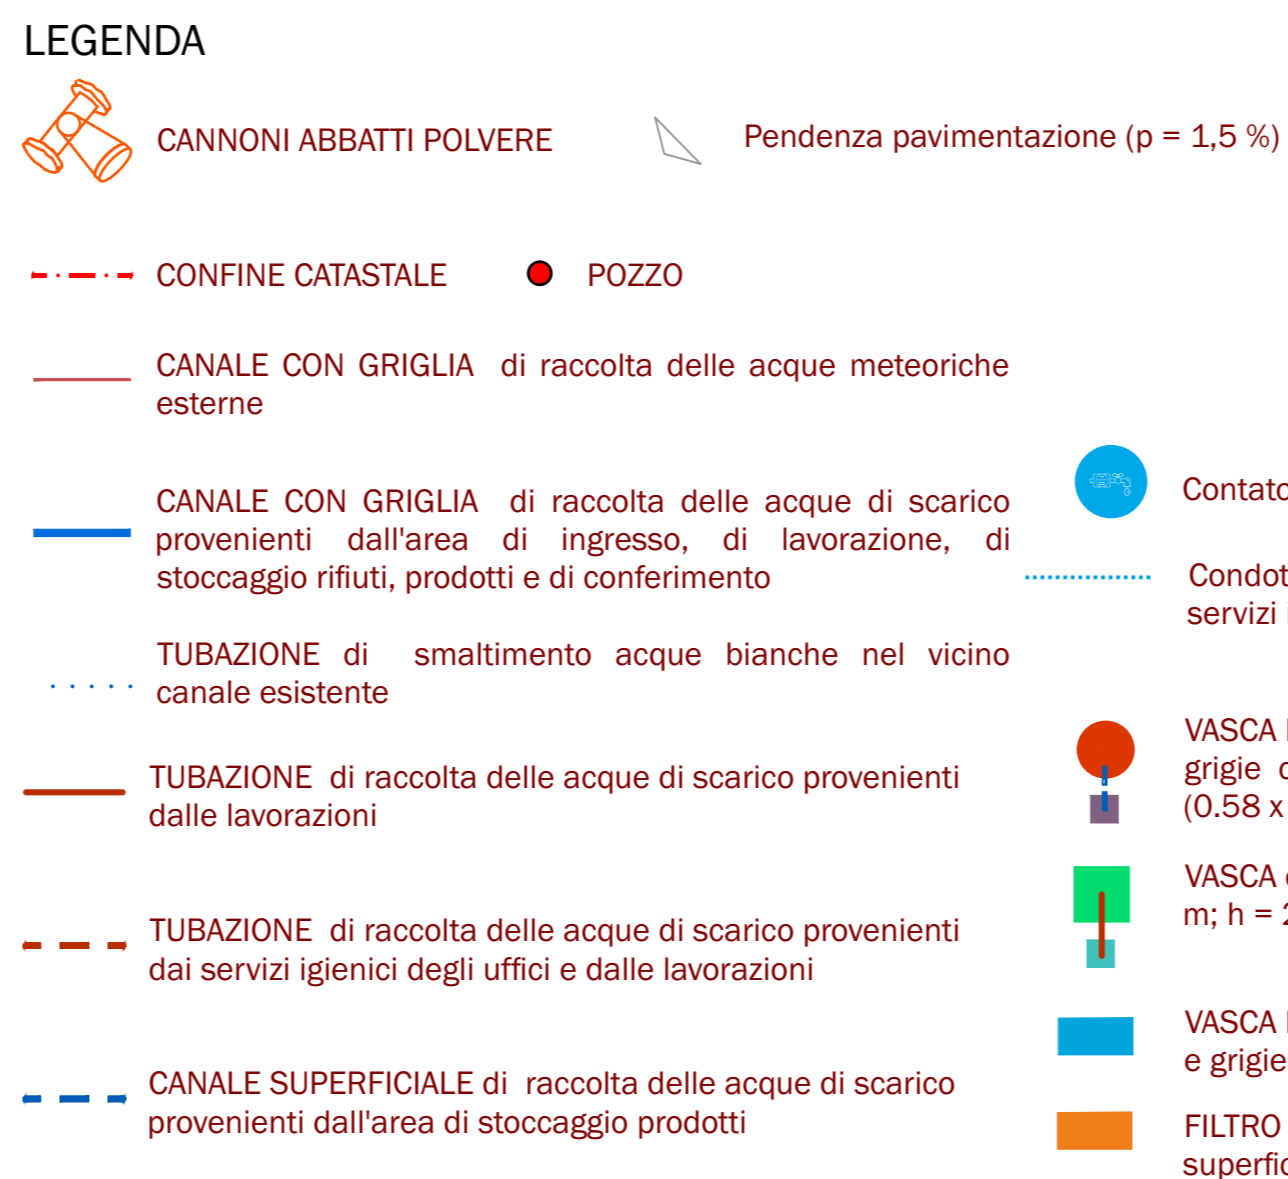 LEGENDA
CANNONI ABBATTI POLVERE
Pendenza pavimentazione (p = 1,5 %)
CONFINE CATASTALE
POZZO
CANALE CON GRIGLIA di raccolta delle acque meteoriche
esterne
CANALE CON GRIGLIA di raccolta delle acque di scarico
provenienti dall'area di ingresso, di lavorazione, di
stoccaggio rifiuti, prodotti e di conferimento
TUBAZIONE di smaltimento acque bianche nel vicino
canale esistente
TUBAZIONE di raccolta delle acque di scarico provenienti
dalle lavorazioni
TUBAZIONE di raccolta delle acque di scarico provenienti
dai servizi igienici degli uffici e dalle lavorazioni
CANALE SUPERFICIALE di raccolta delle acque di scarico
provenienti dall'area di stoccaggio prodotti
servizi
VASCA
grigie
(0.58 x
VASCA
m; h =
VASCA
e grigie
FILTRO